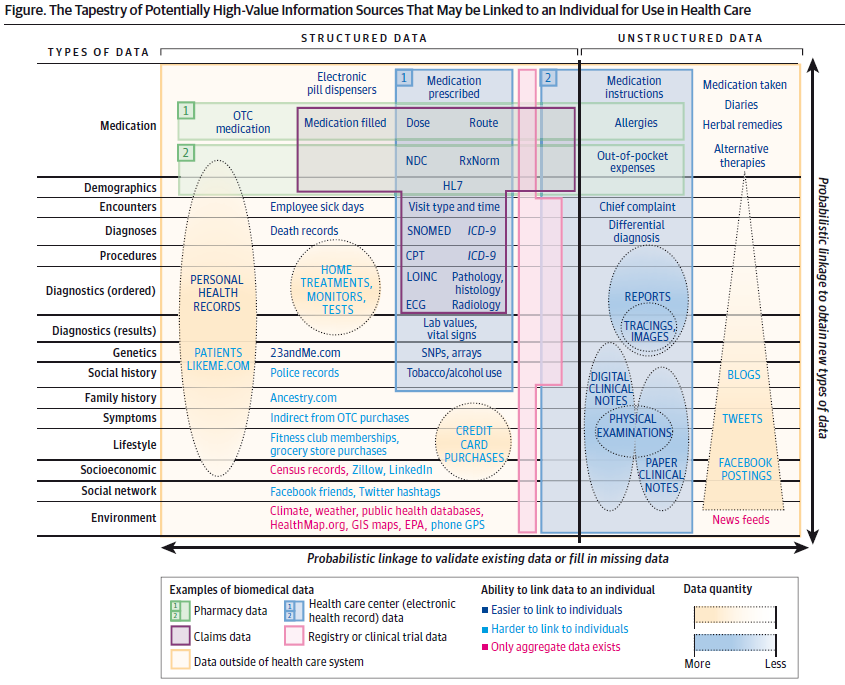 Figure. The Tapestry of Potentially High-Value Information Sources That May be Linked to an Individual for Use in Health Care
STRUCTURED DATA
UNSTRUCTURED DATA
TYPES OF DATA
Medication
Demographics
Encounters
Diagnoses
Procedures
Diagnostics (ordered)
Diagnostics (results)
Genetics
Social history
Family history
Symptoms
Lifestyle
Socioeconomic
Social network
Environment
1
OTC
medication
2
Electronic
pill dispensers
Medication filled
1
Medication
prescribed
Dose Route
NDC RxNorm
HL7
2
Medication
instructions
Allergies
Out-of-pocket
expenses
Medication taken
Diaries
Herbal remedies
Alternative
therapies
Employee sick days
Visit type and time
Chief complaint
Death records
SNOMED ICD-9
Differential
diagnosis
CPT ICD-9
PERSONAL
HEALTH
RECORDS
HOME
TREATMENTS,
MONITORS,
TESTS
LOINC Pathology,
histology
ECG Radiology
REPORTS
TRACINGS,
IMAGES
Lab values,
vital signs
PATIENTS
LIKEME.COM
23andMe.com
SNPs, arrays
Police records
Tobacco/alcohol use
DIGITAL
CLINICAL
NOTES
BLOGS
Ancestry.com
Indirect from OTC purchases
PHYSICAL
EXAMINATIONS
TWEETS
Fitness club memberships,
grocery store purchases
CREDIT
CARD
PURCHASES
Census records, Zillow, LinkedIn
PAPER
CLINICAL
NOTES
FACEBOOK
POSTINGS
Facebook friends, Twitter hashtags
Climate, weather, public health databases,
HealthMap.org, GIS maps, EPA, phone GPS
News feeds
Probabilistic linkage to obtain new types of data
Probabilistic linkage to validate existing data or fill in missing data
Examples of biomedical data
1
2
Pharmacy data
1
2
Health care center (electronic
health record) data
Claims data
Registry or clinical trial data
Data outside of health care system
Ability to link data to an individual
Easier to link to individuals
Harder to link to individuals
Only aggregate data exists
Data quantity
More Less